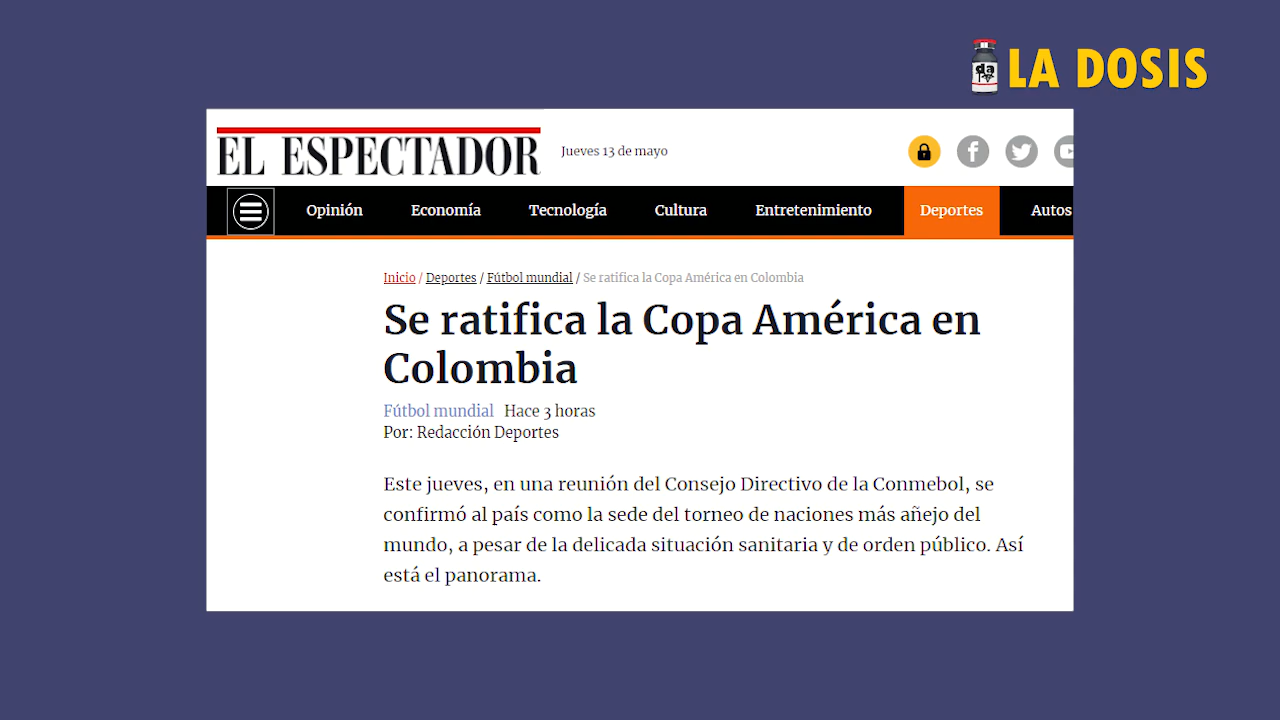 LA DOSIS
EL ESPECTADOR
Jueves 13 de mayo
Opinión Economía Tecnología Cultura Entretenimiento Deportes Autos
Inicio / Deportes / Fútbol mundial / Se ratifica la Copa América en Colombia
Se ratifica la Copa América en
Colombia
Fútbol mundial Hace 3 horas
Por: Redacción Deportes
Este jueves, en una reunión del Consejo Directivo de la Conmebol, se
confirmó al país como la sede del torneo de naciones más añejo del
mundo, a pesar de la delicada situación sanitaria y de orden público. Así
está el panorama.